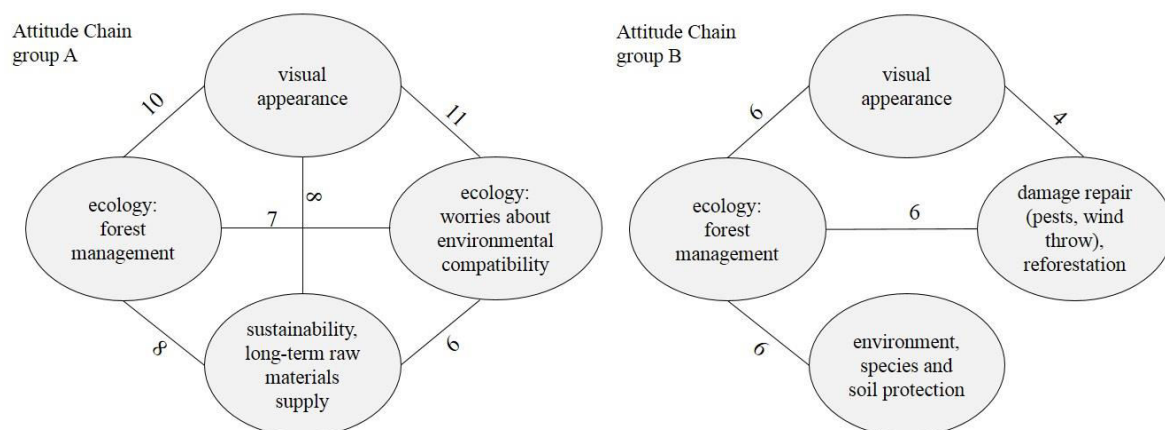 Attitude Chain
group A
visual
appearance
10
11
ecology:
forest
management
7
8
ecology:
worries about
environmental
compatibility
8
6
sustainability,
long-term raw
materials
supply
Attitude Chain
group B
visual
appearance
6
4
ecology:
forest
management
6
damage repair
(pests, wind
throw),
reforestation
6
environment,
species and
soil protection